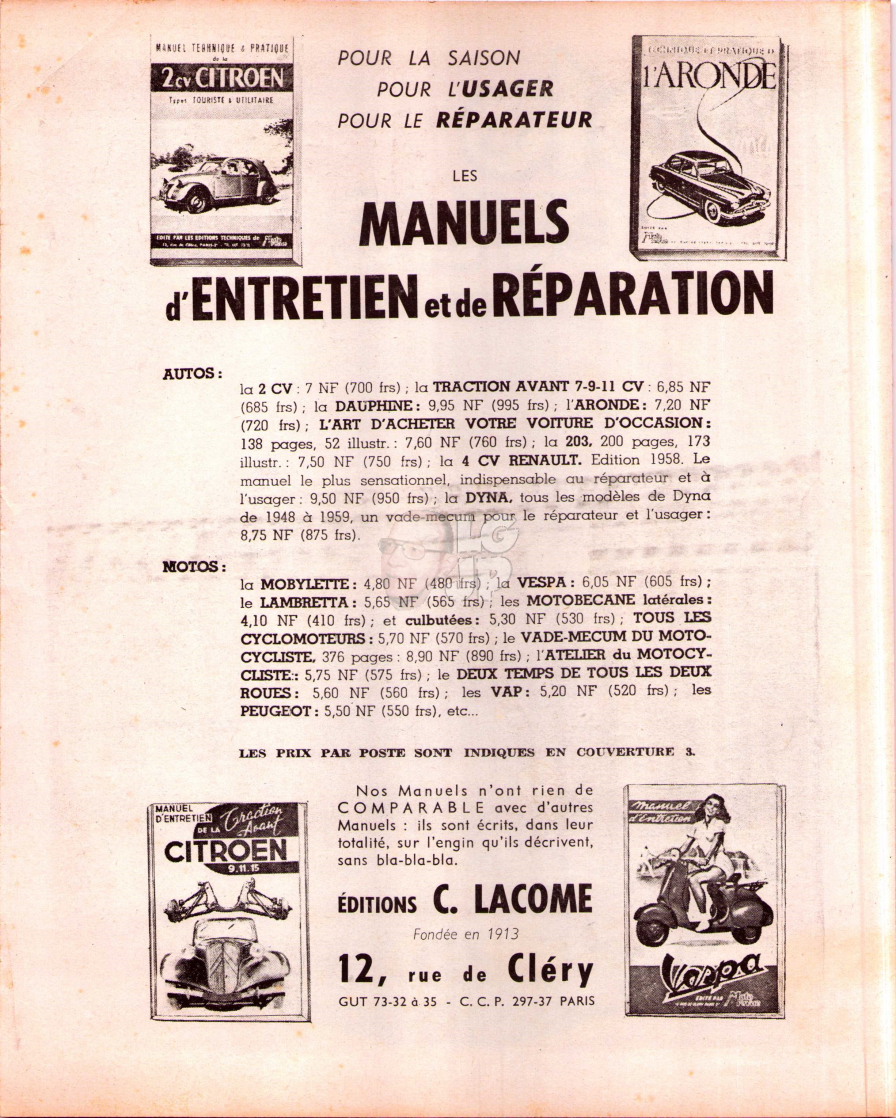 MANUEL TEHHNIQUE & PRATIQUE
de la
2CV CITROEN
Types TOURISTE & UTILITAIRE
EDITE PAR LES EDITIONS TECHNIQUES de
POUR LA SAISON
POUR L'USAGER
POUR LE RÉPARATEUR
l'ARONDE
LES
MANUELS
d'ENTRETIEN et de RÉPARATION
AUTOS :
la 2 CV : 7 NF (700 frs) ; la TRACTION AVANT 7-9-11 CV : 6,85 NF
(685 frs) ; la DAUPHINE : 9,95 NF (995 frs) ; l'ARONDE : 7,20 NF
(720 frs) ; L'ART D'ACHETER VOTRE VOITURE D'OCCASION :
138 pages, 52 illustr. : 7,60 NF (760 frs) ; la 203, 200 pages, 173
illustr. : 7,50 NF (750 frs) ; la 4 CV RENAULT. Edition 1958. Le
manuel le plus sensationnel, indispensable au réparateur et à
l'usager : 9,50 NF (950 frs) ; la DYNA, tous les modèles de Dyna
de 1948 à 1959, un vade-mecum pour le réparateur et l'usager :
8,75 NF (875 frs).
LG
JP
MOTOS :
la MOBYLETTE : 4,80 NF (480 frs) ; la VESPA : 6,05 NF (605 frs) ;
le LAMBRETTA : 5,65 NF (565 frs) ; les MOTOBECANE latérales :
4,10 NF (410 frs) ; et culbutées : 5,30 NF (530 frs) ; TOUS LES
CYCLOMOTEURS : 5,70 NF (570 frs) ; le VADE-MECUM DU MOTO-
CYCLISTE, 376 pages : 8,90 NF (890 frs) ; l'ATELIER du MOTOCY-
CLISTE : 5,75 NF (575 frs) ; le DEUX TEMPS DE TOUS LES DEUX
ROUES : 5,60 NF (560 frs) ; les VAP : 5,20 NF (520 frs) ; les
PEUGEOT : 5,50 NF (550 frs), etc...
LES PRIX PAR POSTE SONT INDIQUES EN COUVERTURE 3.
MANUEL
D'ENTRETIEN
DE LA Traction
Avant
CITROEN
9.11.15
Nos Manuels n'ont rien de
COMPARABLE avec d'autres
Manuels : ils sont écrits, dans leur
totalité, sur l'engin qu'ils décrivent,
sans bla-bla-bla.
ÉDITIONS C. LACOME
Fondée en 1913
12, rue de Cléry
GUT 73-32 à 35 - C. C. P. 297-37 PARIS
manuel
d'entretien
Vespa
EDITE PAR